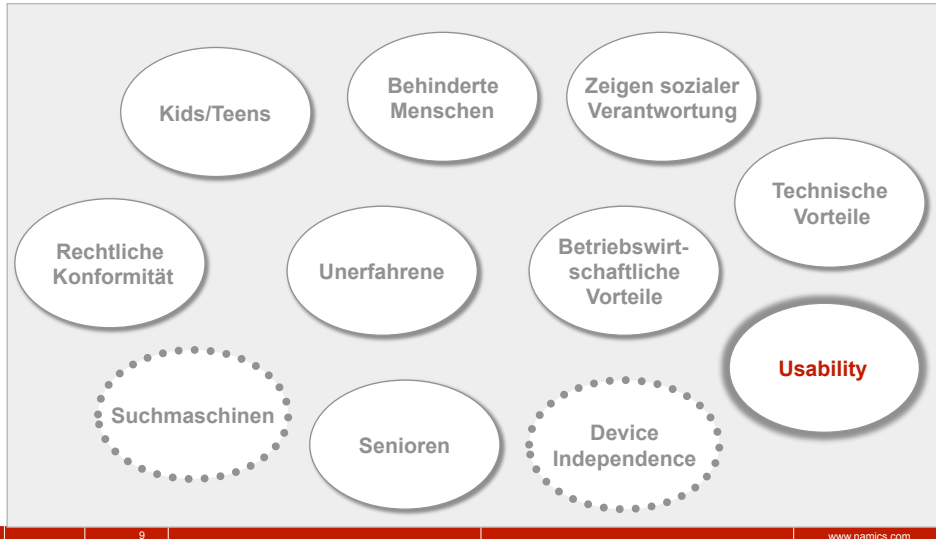 Kids/Teens
Behinderte
Menschen
Zeigen sozialer
Verantwortung
Technische
Vorteile
Rechtliche
Konformität
Unerfahrene
Betriebswirt-
schaftliche
Vorteile
Usability
Suchmaschinen
Senioren
Device
Independence
9
www.namics.com